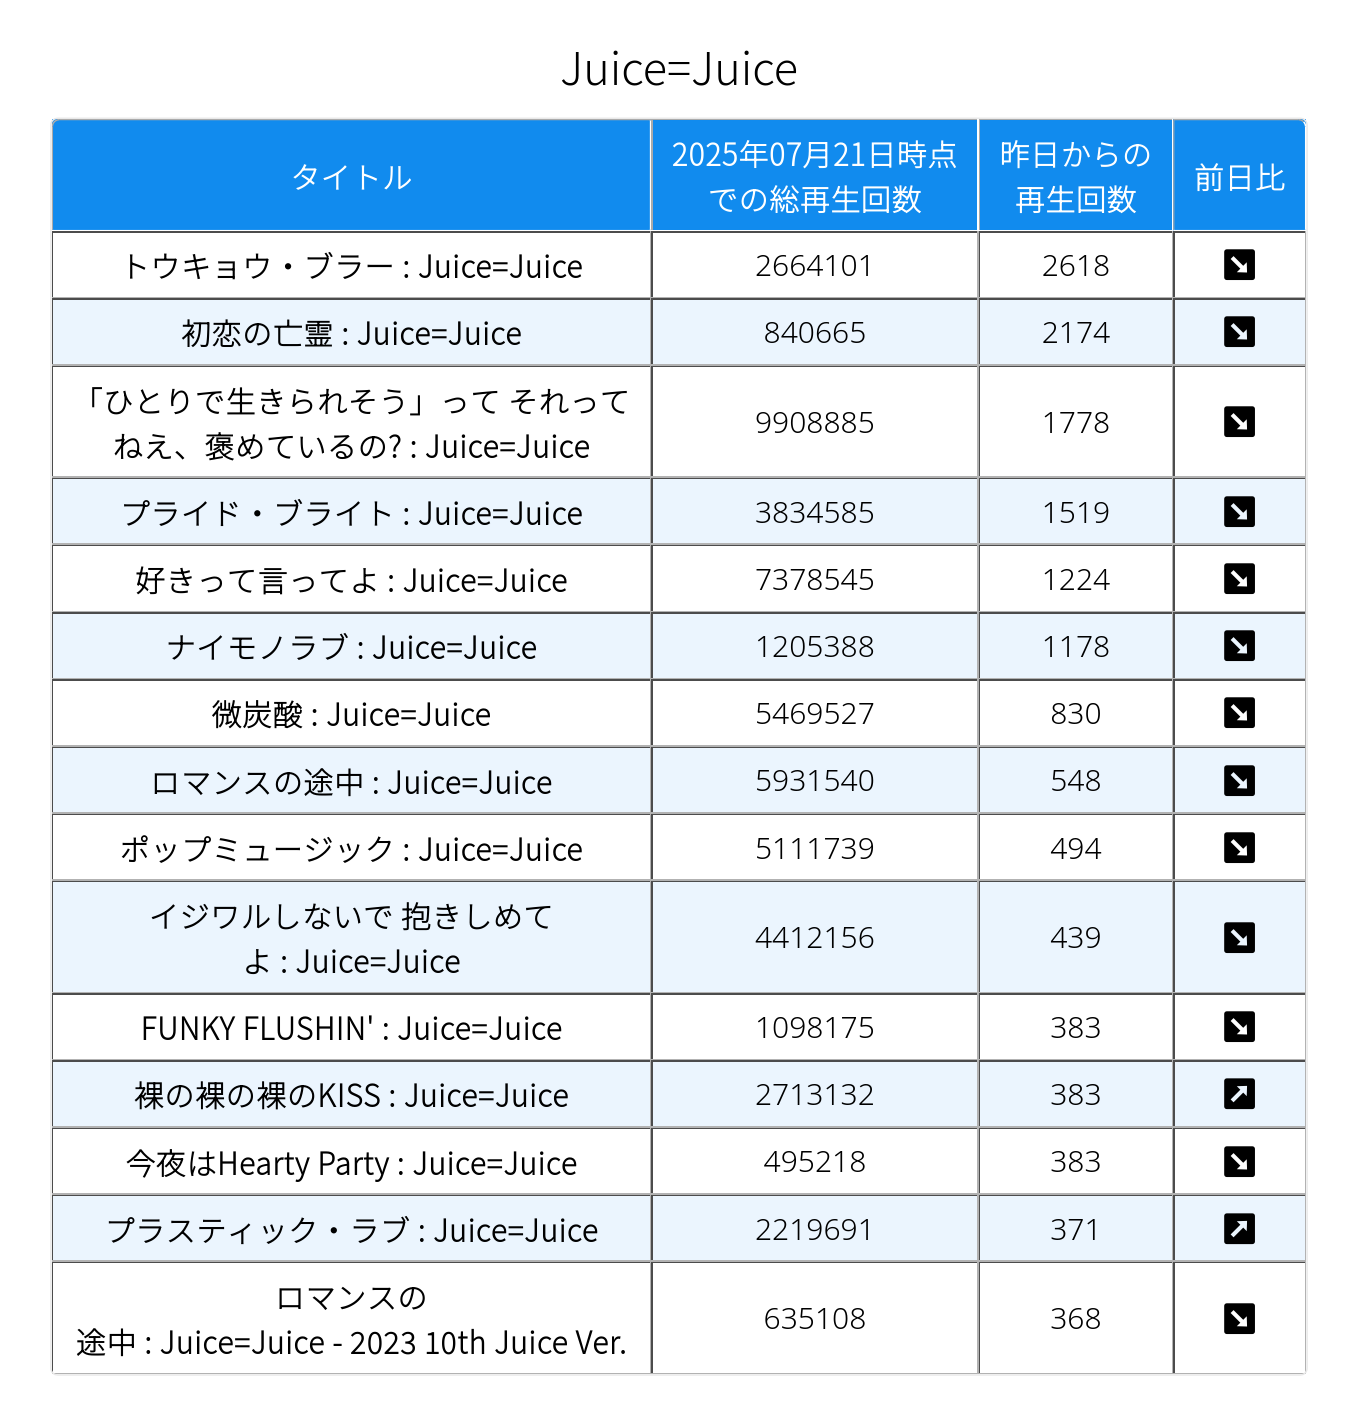 Juice=Juice
タイトル
2025年07月21日時点
での総再生回数
昨日からの
再生回数
前日比
トウキョウ・ブラー : Juice=Juice
2664101
2618
初恋の亡霊 : Juice=Juice
840665
2174
「ひとりで生きられそう」って それって
ねえ、褒めているの? : Juice=Juice
9908885
1778
プライド・ブライト : Juice=Juice
3834585
1519
好きって言ってよ : Juice=Juice
7378545
1224
ナイモノラブ : Juice=Juice
1205388
1178
微炭酸 : Juice=Juice
5469527
830
ロマンスの途中 : Juice=Juice
5931540
548
ポップミュージック : Juice=Juice
5111739
494
イジワルしないで 抱きしめて
よ : Juice=Juice
4412156
439
FUNKY FLUSHIN' : Juice=Juice
1098175
383
裸の裸の裸のKISS : Juice=Juice
2713132
383
今夜はHearty Party : Juice=Juice
495218
383
プラスティック・ラブ : Juice=Juice
2219691
371
ロマンスの
途中 : Juice=Juice - 2023 10th Juice Ver.
635108
368